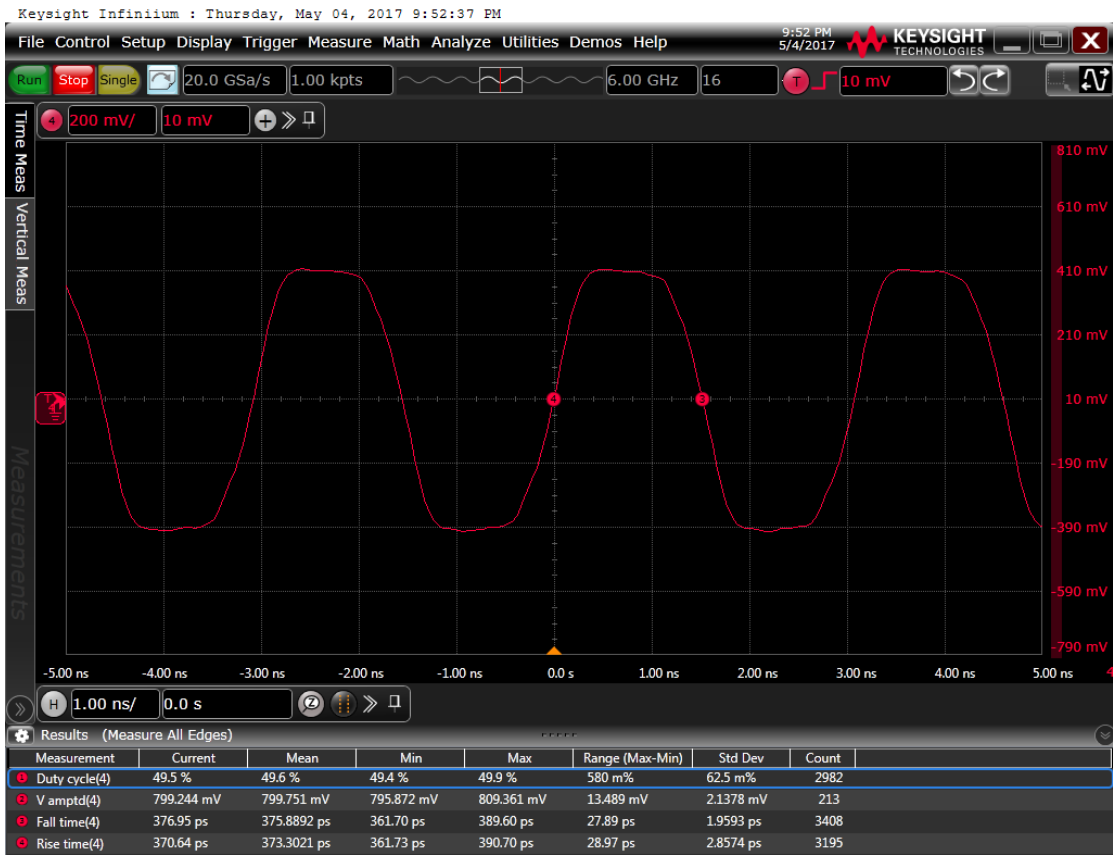 Keysight Infiniium : Thursday, May 04, 2017 9:52:37 PM
File Control Setup Display Trigger Measure Math Analyze Utilities Demos Help
9:52 PM
5/4/2017
KEYSIGHT
TECHNOLOGIES
X
Run Stop Single 20.0 GSa/s 1.00 kpts 6.00 GHz 16 T 10 mV
4 200 mV/ 10 mV
Time Meas
Vertical Meas
Measurements
810 mV
610 mV
410 mV
210 mV
10 mV
-190 mV
-390 mV
-590 mV
-790 mV
T
4 3
-5.00 ns -4.00 ns -3.00 ns -2.00 ns -1.00 ns 0.0 s 1.00 ns 2.00 ns 3.00 ns 4.00 ns 5.00 ns 4
H 1.00 ns/ 0.0 s Z
Results (Measure All Edges)
Measurement Current Mean Min Max Range (Max-Min) Std Dev Count
1 Duty cycle(4) 49.5 % 49.6 % 49.4 % 49.9 % 580 m% 62.5 m% 2982
2 V amptd(4) 799.244 mV 799.751 mV 795.872 mV 809.361 mV 13.489 mV 2.1378 mV 213
3 Fall time(4) 376.95 ps 375.8892 ps 361.70 ps 389.60 ps 27.89 ps 1.9593 ps 3408
4 Rise time(4) 370.64 ps 373.3021 ps 361.73 ps 390.70 ps 28.97 ps 2.8574 ps 3195